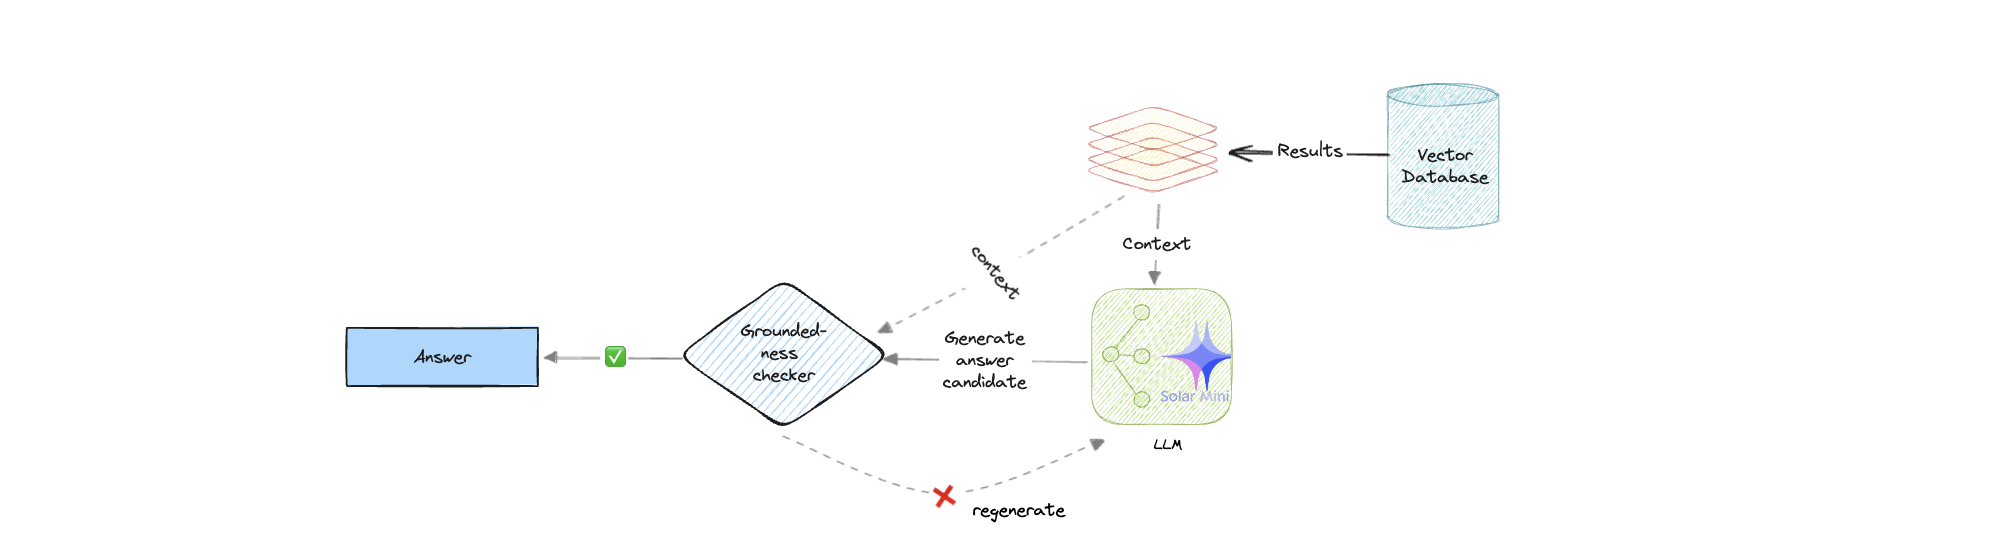 Results
Vector
Database
Context
context
Generate
answer
candidate
Grounded-
ness
checker
Answer
Solar Mini
LLM
regenerate